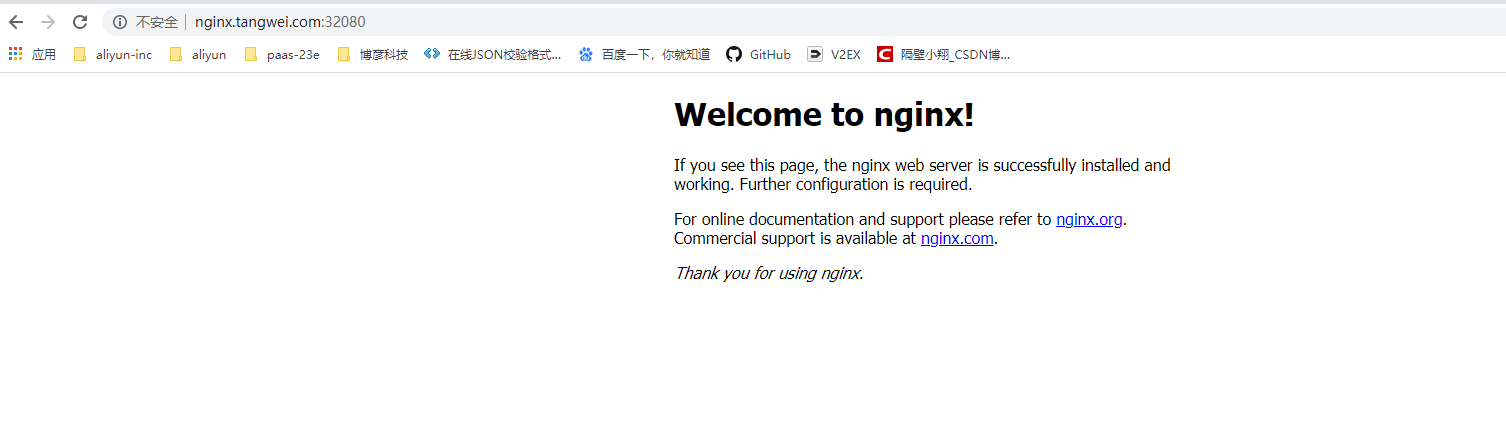 不安全 nginx.tangwei.com:32080
应用 aliyun-inc aliyun paas-23e 博彦科技 在线JSON校验格式... 百度一下，你就知道 GitHub V2EX 隔壁小翔_CSDN博...
Welcome to nginx!
If you see this page, the nginx web server is successfully installed and
working. Further configuration is required.
For online documentation and support please refer to nginx.org.
Commercial support is available at nginx.com.
Thank you for using nginx.